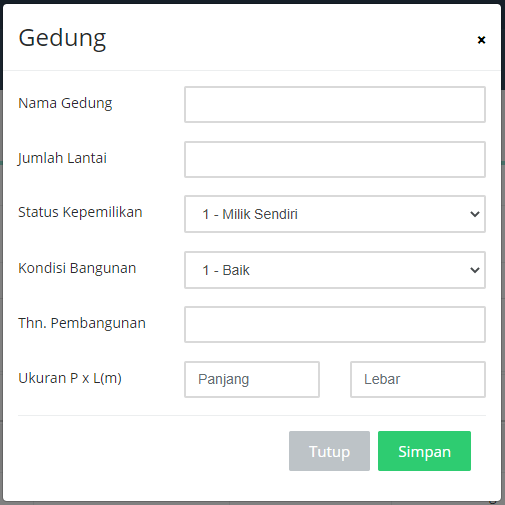 Gedung ×
Nama Gedung
Jumlah Lantai
Status Kepemilikan 1 - Milik Sendiri
Kondisi Bangunan 1 - Baik
Thn. Pembangunan
Ukuran P x L(m) Panjang Lebar
Tutup Simpan